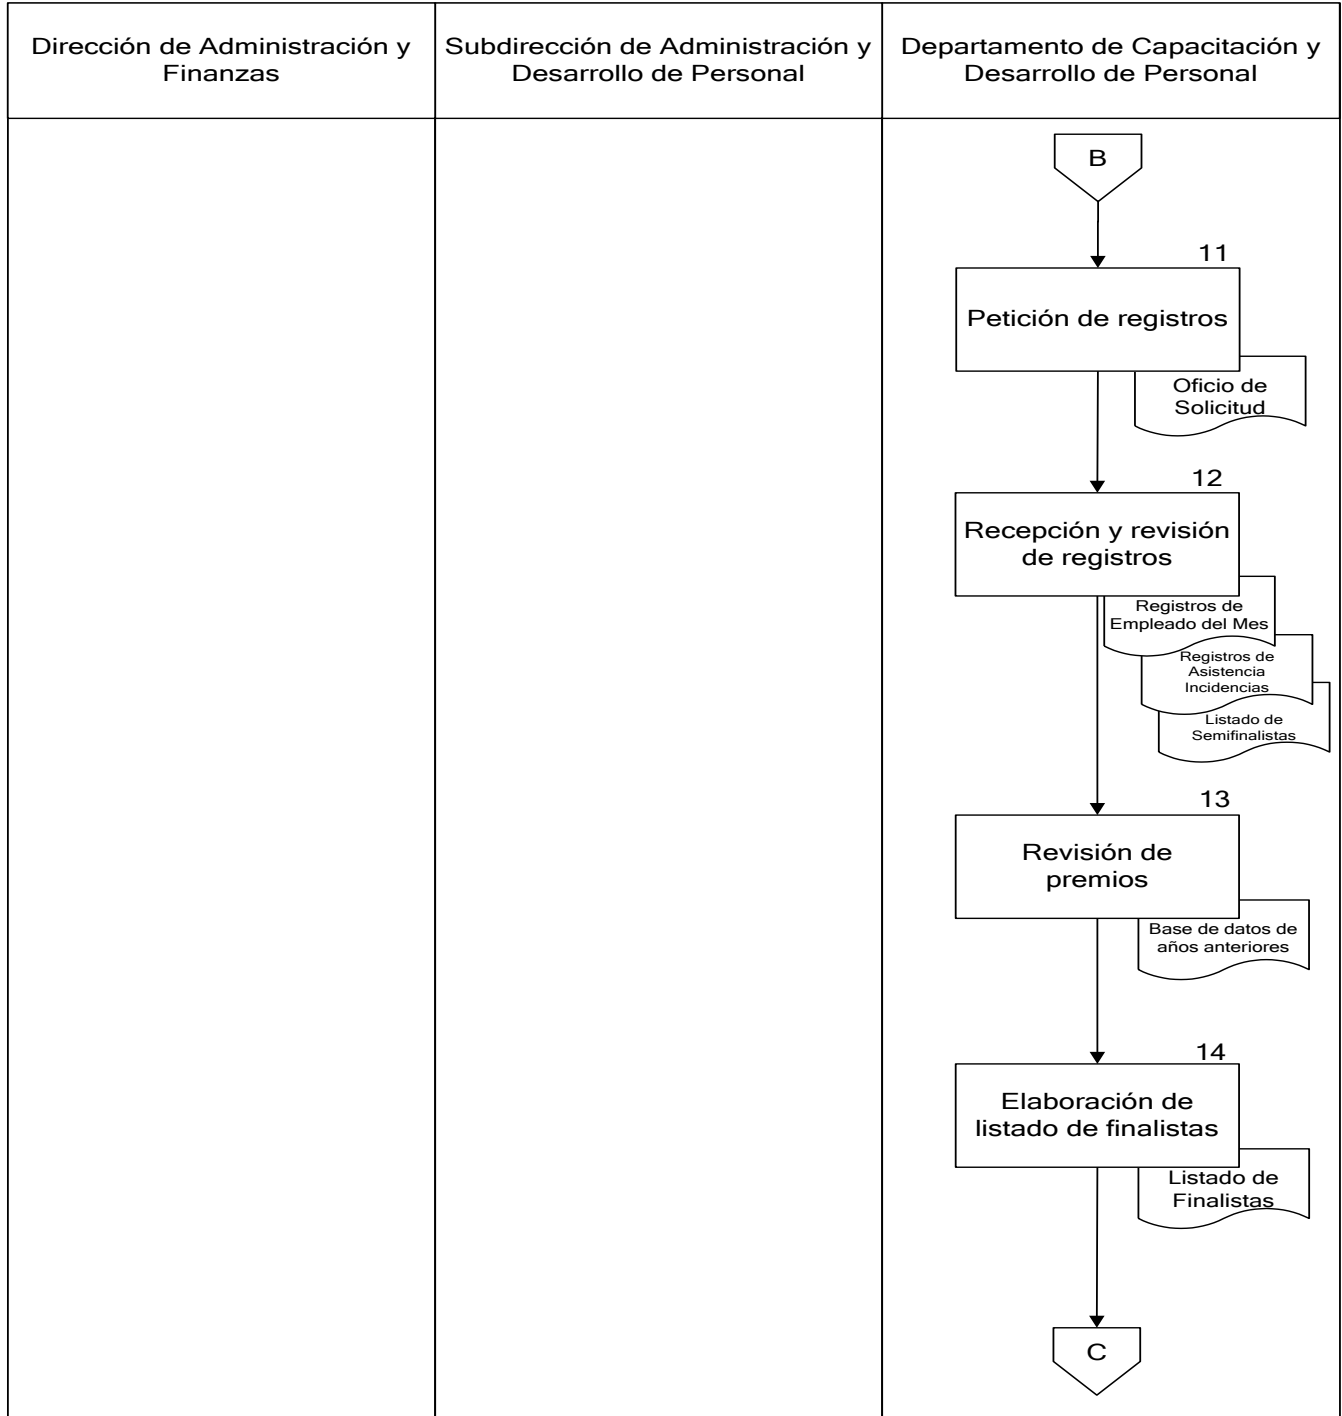 Dirección de Administración y
Finanzas
Subdirección de Administración y
Desarrollo de Personal
Departamento de Capacitación y
Desarrollo de Personal
B
11
Petición de registros
Oficio de
Solicitud
12
Recepción y revisión
de registros
Registros de
Empleado del Mes
Registros de
Asistencia
Incidencias
Listado de
Semifinalistas
13
Revisión de
premios
Base de datos de
años anteriores
14
Elaboración de
listado de finalistas
Listado de
Finalistas
C